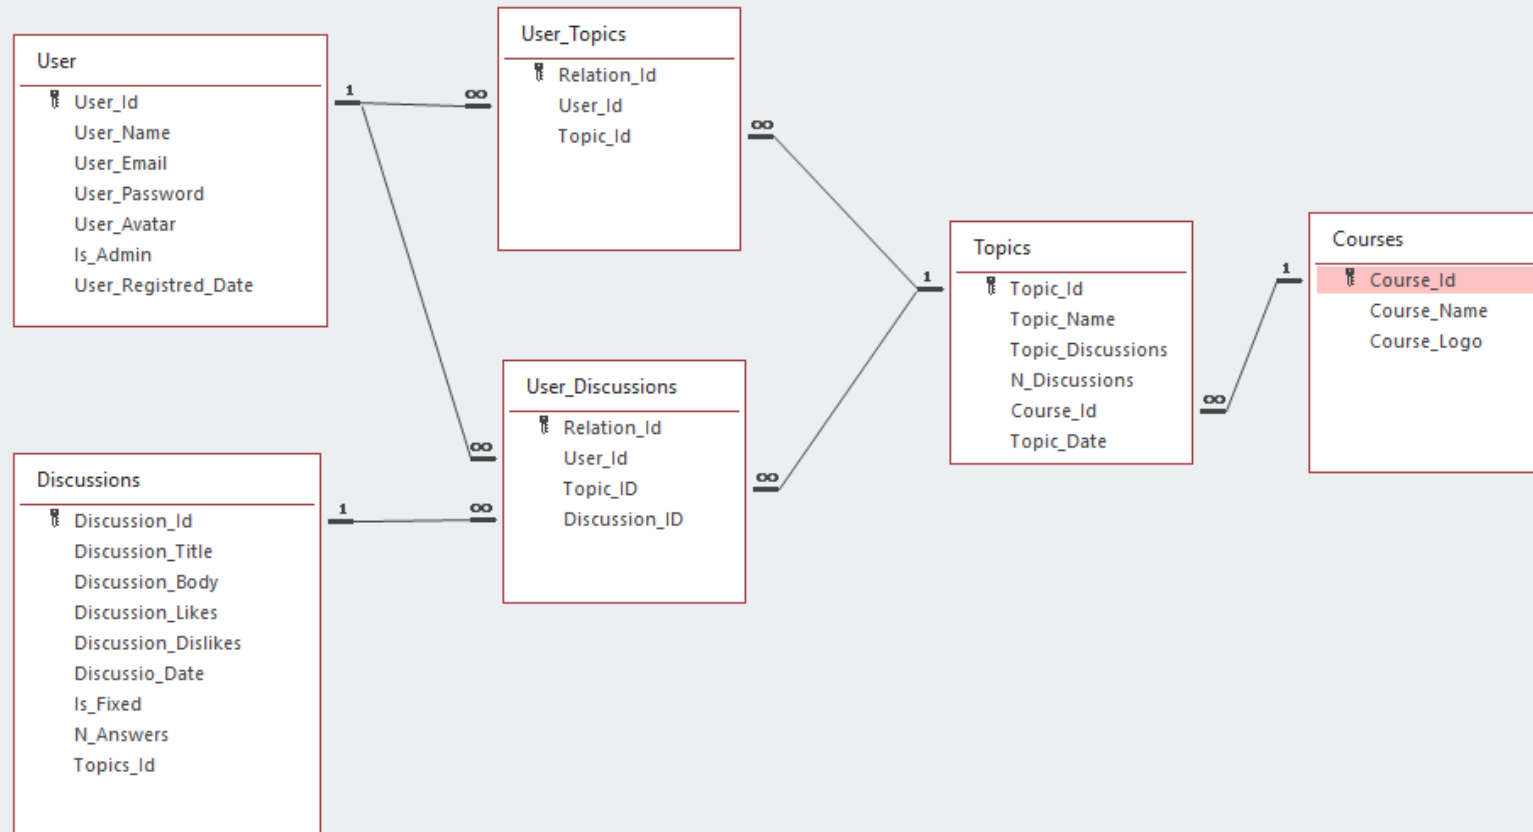 User
User_Id
User_Name
User_Email
User_Password
User_Avatar
Is_Admin
User_Registred_Date
1
∞
∞
User_Topics
Relation_Id
User_Id
Topic_Id
∞
User_Discussions
Relation_Id
User_Id
Topic_ID
Discussion_ID
∞
Discussions
Discussion_Id
Discussion_Title
Discussion_Body
Discussion_Likes
Discussion_Dislikes
Discussio_Date
Is_Fixed
N_Answers
Topics_Id
1
∞
1
Topics
Topic_Id
Topic_Name
Topic_Discussions
N_Discussions
Course_Id
Topic_Date
∞
1
Courses
Course_Id
Course_Name
Course_Logo